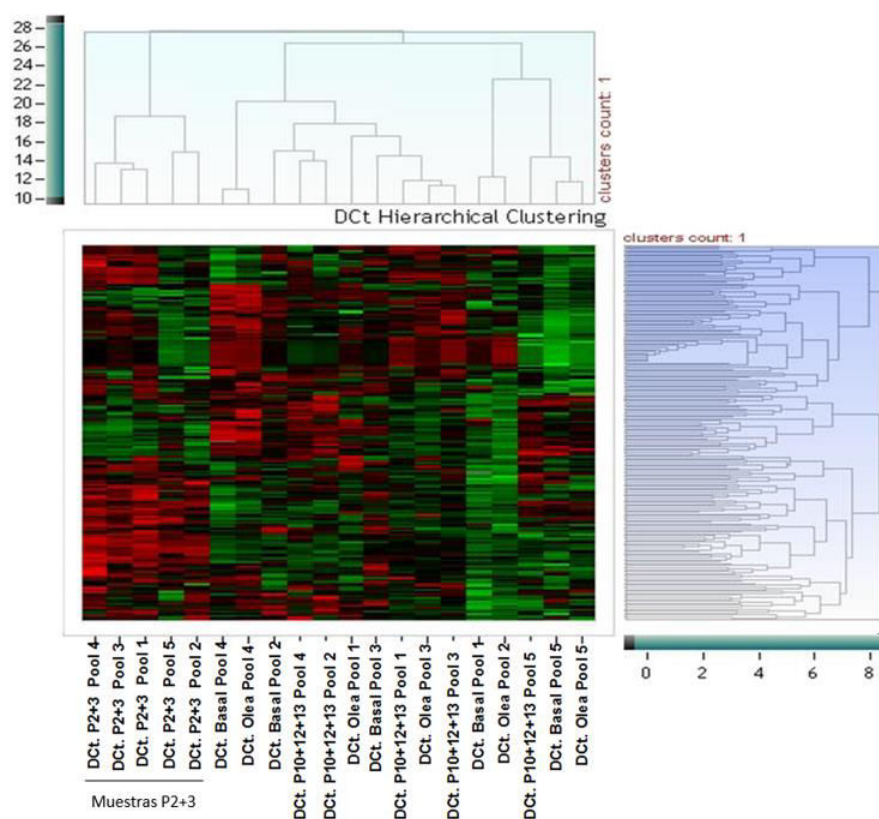 28
26
24
22
20
18
16
14
12
10
clusters count: 1
DCt Hierarchical Clustering
clusters count: 1
0 2 4 6 8
DCt. P2+3 Pool 4
DCt. P2+3 Pool 3
DCt. P2+3 Pool 1
DCt. P2+3 Pool 5
DCt. P2+3 Pool 2
DCt. Basal Pool 4
DCt. Olea Pool 4
DCt. Basal Pool 2
DCt. P10+12+13 Pool 4
DCt. P10+12+13 Pool 2
DCt. Olea Pool 1
DCt. Basal Pool 3
DCt. P10+12+13 Pool 1
DCt. Olea Pool 3
DCt. P10+12+13 Pool 3
DCt. Basal Pool 1
DCt. Olea Pool 2
DCt. P10+12+13 Pool 5
DCt. Basal Pool 5
DCt. Olea Pool 5
Muestras P2+3